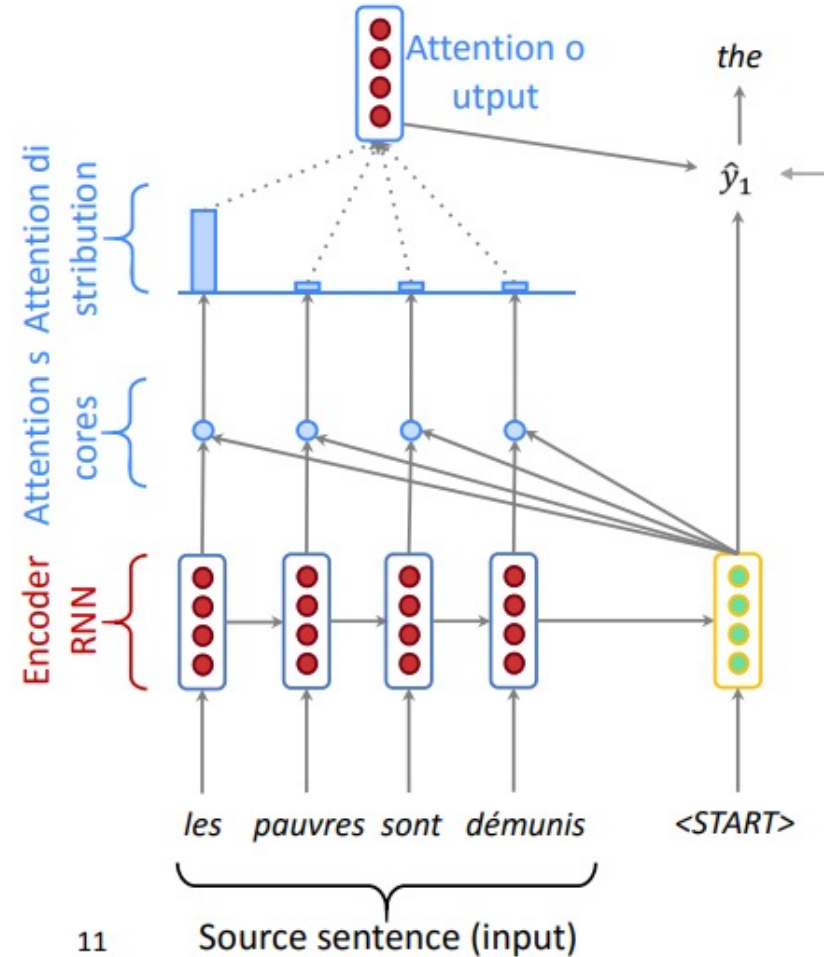 Attention o
utput
the
ŷ₁
Attention di
stribution
Attention s
cores
Encoder
RNN
les pauvres sont démunis <START>
11 Source sentence (input)